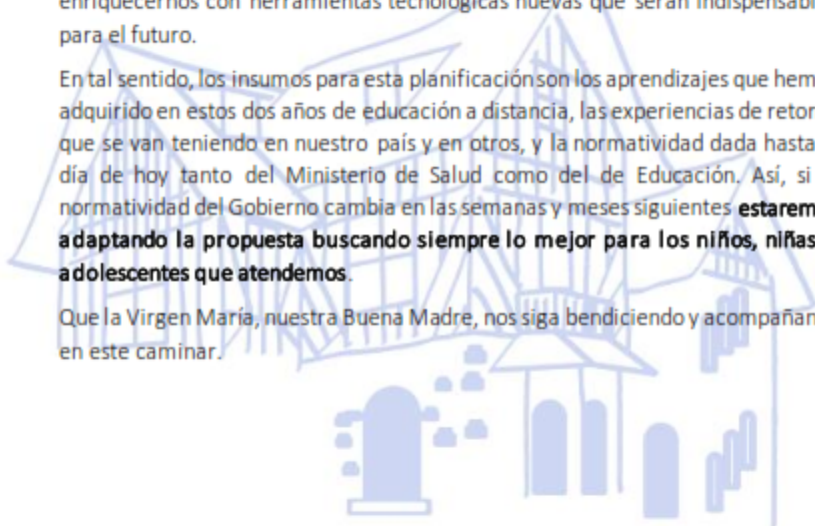 enriquecernos con herramientas tecnológicas nuevas que serán indispensabl
para el futuro.
En tal sentido, los insumos para esta planificación son los aprendizajes que hem
adquirido en estos dos años de educación a distancia, las experiencias de retor
que se van teniendo en nuestro país y en otros, y la normatividad dada hasta
día de hoy tanto del Ministerio de Salud como del de Educación. Así, si
normatividad del Gobierno cambia en las semanas y meses siguientes estarem
adaptando la propuesta buscando siempre lo mejor para los niños, niñas
adolescentes que atendemos.
Que la Virgen María, nuestra Buena Madre, nos siga bendiciendo y acompañan
en este caminar.